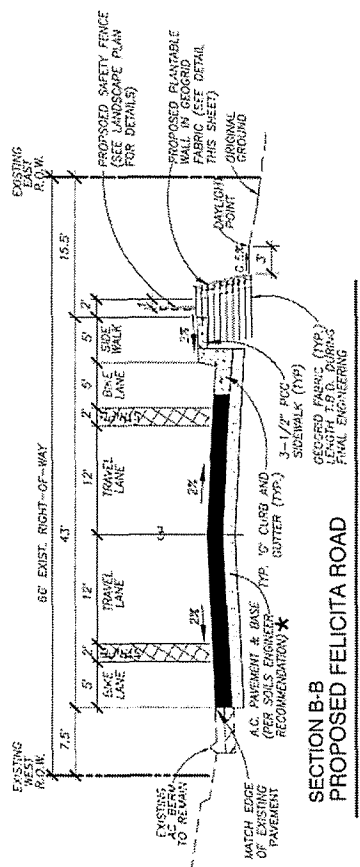 EXISTING
WEST
R.O.W.
EXISTING
EAST
R.O.W.
66' EXIST. RIGHT-OF-WAY
7.5'
43'
15.5'
5'
2'
12'
12'
2'
5'
5'
2'
BIKE
LANE
TRAVEL
LANE
TRAVEL
LANE
BIKE
LANE
SIDE
WALK
1'
PROPOSED SAFETY FENCE
(SEE LANDSCAPE PLAN
FOR DETAILS)
PROPOSED PLANTABLE
WALL IN GEOGRID
FABRIC (SEE DETAIL
THIS SHEET)
ORIGINAL
GROUND
DAYLIGHT
POINT
2%
2%
2%
0.5%
3'
EXISTING
AC BERM
TO REMAIN
MATCH EDGE
OF EXISTING
PAVEMENT
A.C. PAVEMENT & BASE
(PER SOILS ENGINEER
RECOMMENDATION) ★
TYP. 'G' CURB AND
GUTTER (TYP.)
3-1/2" PCC
SIDEWALK (TYP)
GEOGRID FABRIC (TYP.)
LENGTH T.B.D. DURING
FINAL ENGINEERING
SECTION B-B
PROPOSED FELICITA ROAD